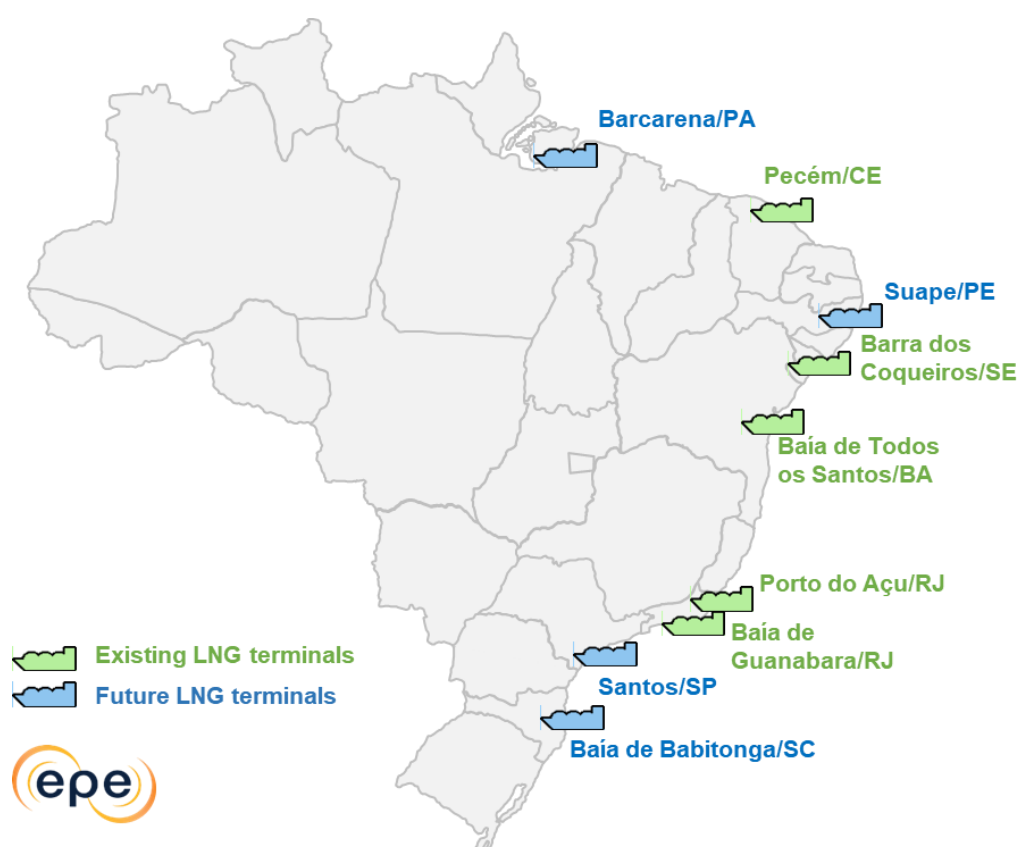 Barcarena/PA
Pecém/CE
Suape/PE
Barra dos
Coqueiros/SE
Baía de Todos
os Santos/BA
Porto do Açu/RJ
Baía de
Guanabara/RJ
Santos/SP
Baía de Babitonga/SC
Existing LNG terminals
Future LNG terminals
epe